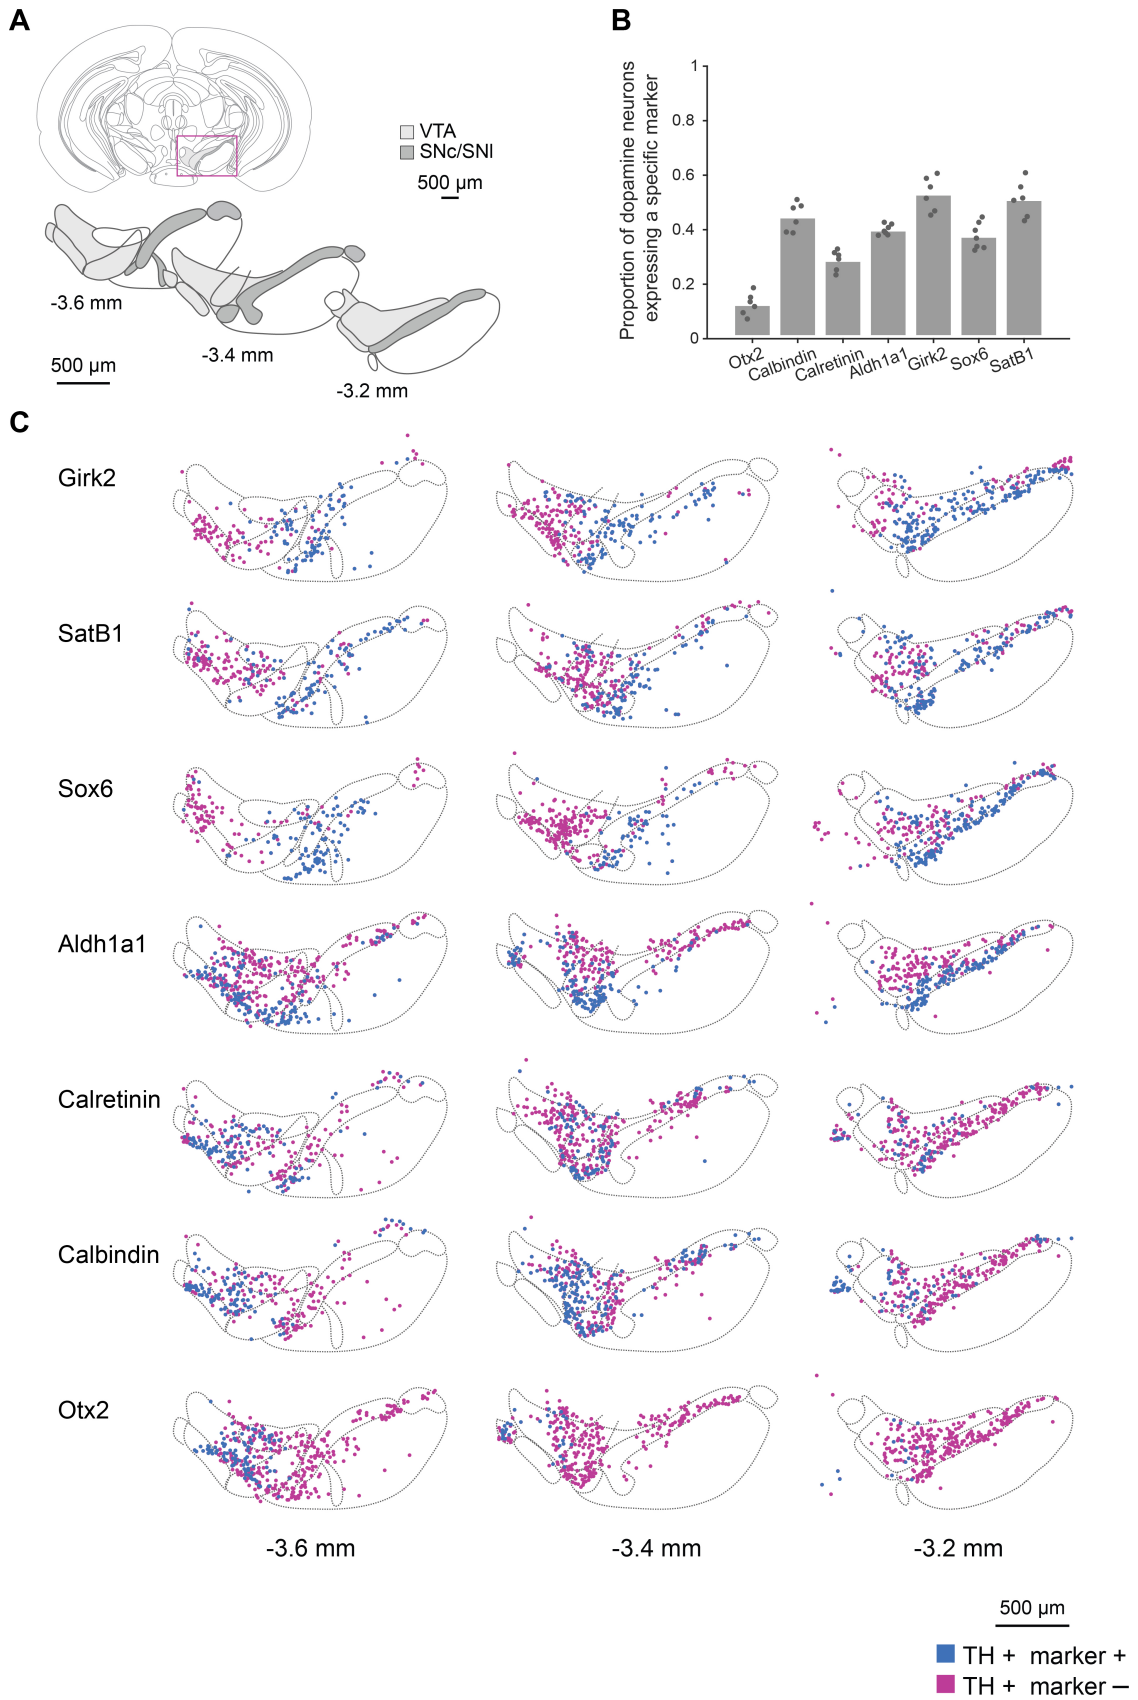 A
VTA
SNc/SNl
500 µm
-3.6 mm
-3.4 mm
-3.2 mm
500 µm
B
Proportion of dopamine neurons
expressing a specific marker
1
0.8
0.6
0.4
0.2
0
Otx2
Calbindin
Calretinin
Aldh1a1
Girk2
Sox6
SatB1
C
Girk2
SatB1
Sox6
Aldh1a1
Calretinin
Calbindin
Otx2
-3.6 mm
-3.4 mm
-3.2 mm
500 µm
TH + marker +
TH + marker –